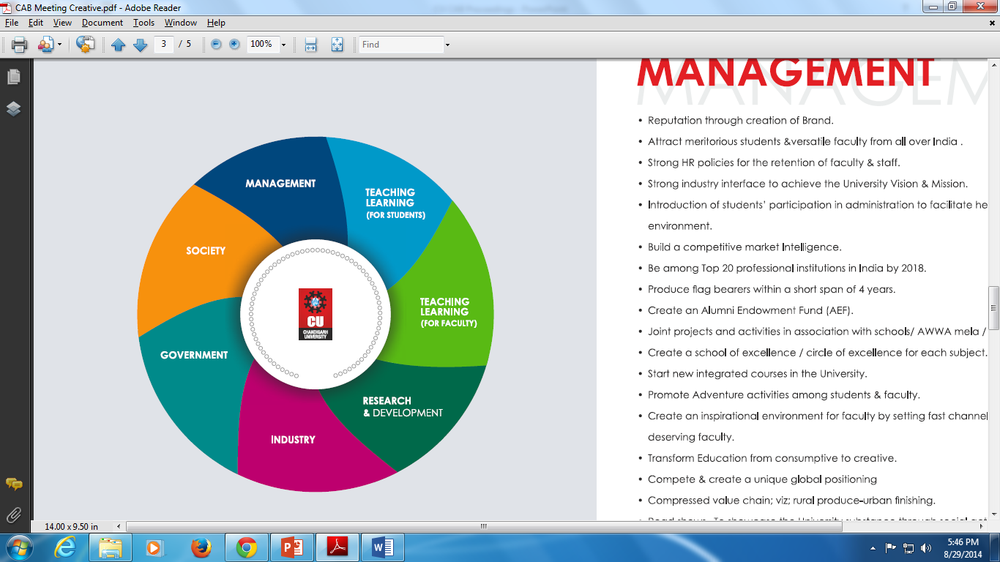 CAB Meeting Creative.pdf - Adobe Reader
File Edit View Document Tools Window Help
3 / 5
100%
Find
MANAGEMENT
TEACHING
LEARNING
(FOR STUDENTS)
SOCIETY
TEACHING
LEARNING
(FOR FACULTY)
GOVERNMENT
RESEARCH
& DEVELOPMENT
INDUSTRY
CU
CHANDIGARH
UNIVERSITY
MANAGEMENT
MANAGEM
• Reputation through creation of Brand.
• Attract meritorious students &versatile faculty from all over India .
• Strong HR policies for the retention of faculty & staff.
• Strong industry interface to achieve the University Vision & Mission.
• Introduction of students’ participation in administration to facilitate he
environment.
• Build a competitive market Intelligence.
• Be among Top 20 professional institutions in India by 2018.
• Produce flag bearers within a short span of 4 years.
• Create an Alumni Endowment Fund (AEF).
• Joint projects and activities in association with schools/ AWWA mela /
• Create a school of excellence / circle of excellence for each subject.
• Start new integrated courses in the University.
• Promote Adventure activities among students & faculty.
• Create an inspirational environment for faculty by setting fast channel
deserving faculty.
• Transform Education from consumptive to creative.
• Compete & create a unique global positioning
• Compressed value chain; viz; rural produce-urban finishing.
14.00 x 9.50 in
5:46 PM
8/29/2014